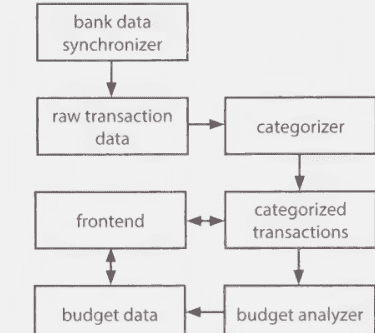 bank data
synchronizer
raw transaction
data
categorizer
frontend
categorized
transactions
budget data
budget analyzer